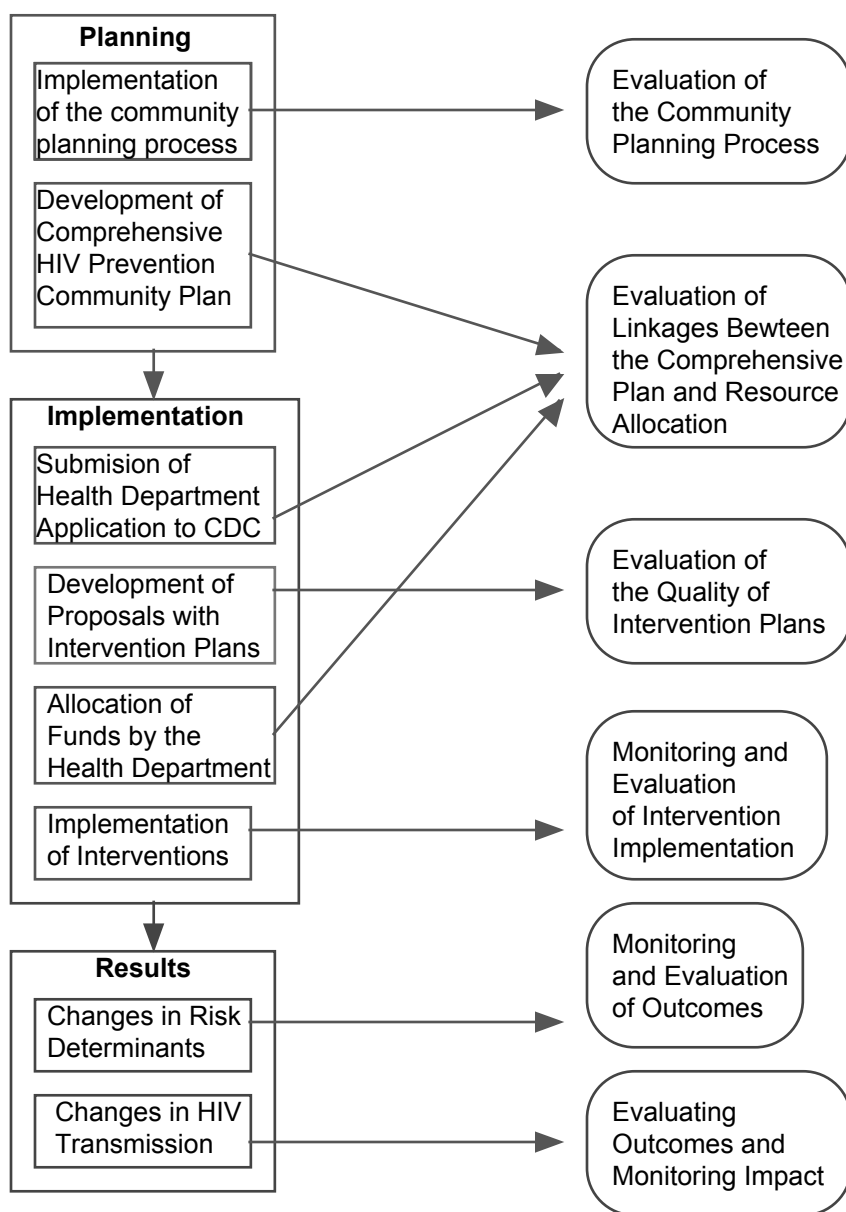 Planning
Implementation
of the community
planning process
Development of
Comprehensive
HIV Prevention
Community Plan
Implementation
Submision of
Health Department
Application to CDC
Development of
Proposals with
Intervention Plans
Allocation of
Funds by the
Health Department
Implementation
of Interventions
Results
Changes in Risk
Determinants
Changes in HIV
Transmission
Evaluation of
the Community
Planning Process
Evaluation of
Linkages Bewteen
the Comprehensive
Plan and Resource
Allocation
Evaluation of
the Quality of
Intervention Plans
Monitoring and
Evaluation
of Intervention
Implementation
Monitoring
and Evaluation
of Outcomes
Evaluating
Outcomes and
Monitoring Impact